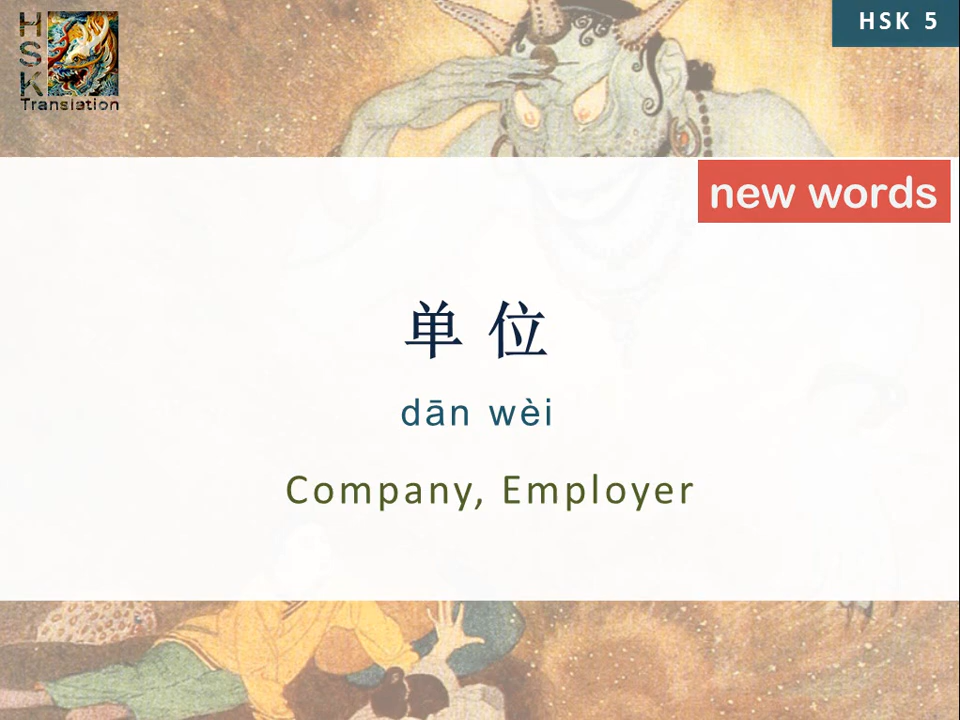 HSK
Translation
HSK 5
new words
单位
dān wèi
Company, Employer